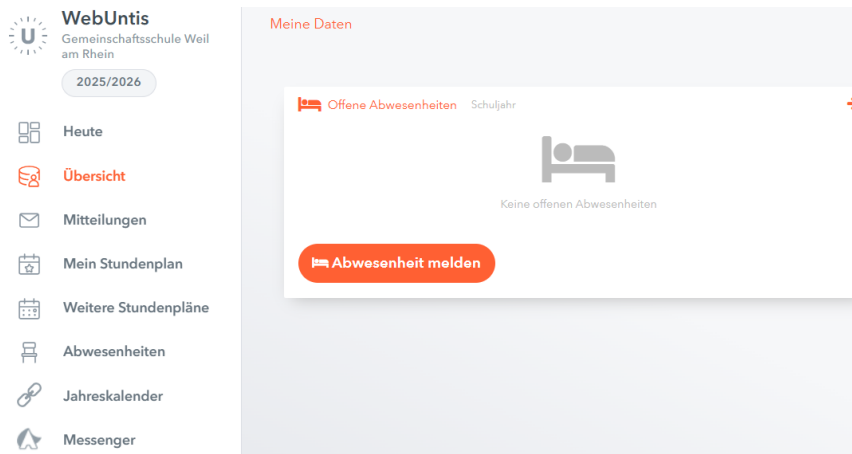 WebUntis
Gemeinschaftsschule Weil
am Rhein
2025/2026
Heute
Übersicht
Mitteilungen
Mein Stundenplan
Weitere Stundenpläne
Abwesenheiten
Jahreskalender
Messenger
Meine Daten
Offene Abwesenheiten Schuljahr
Keine offenen Abwesenheiten
Abwesenheit melden